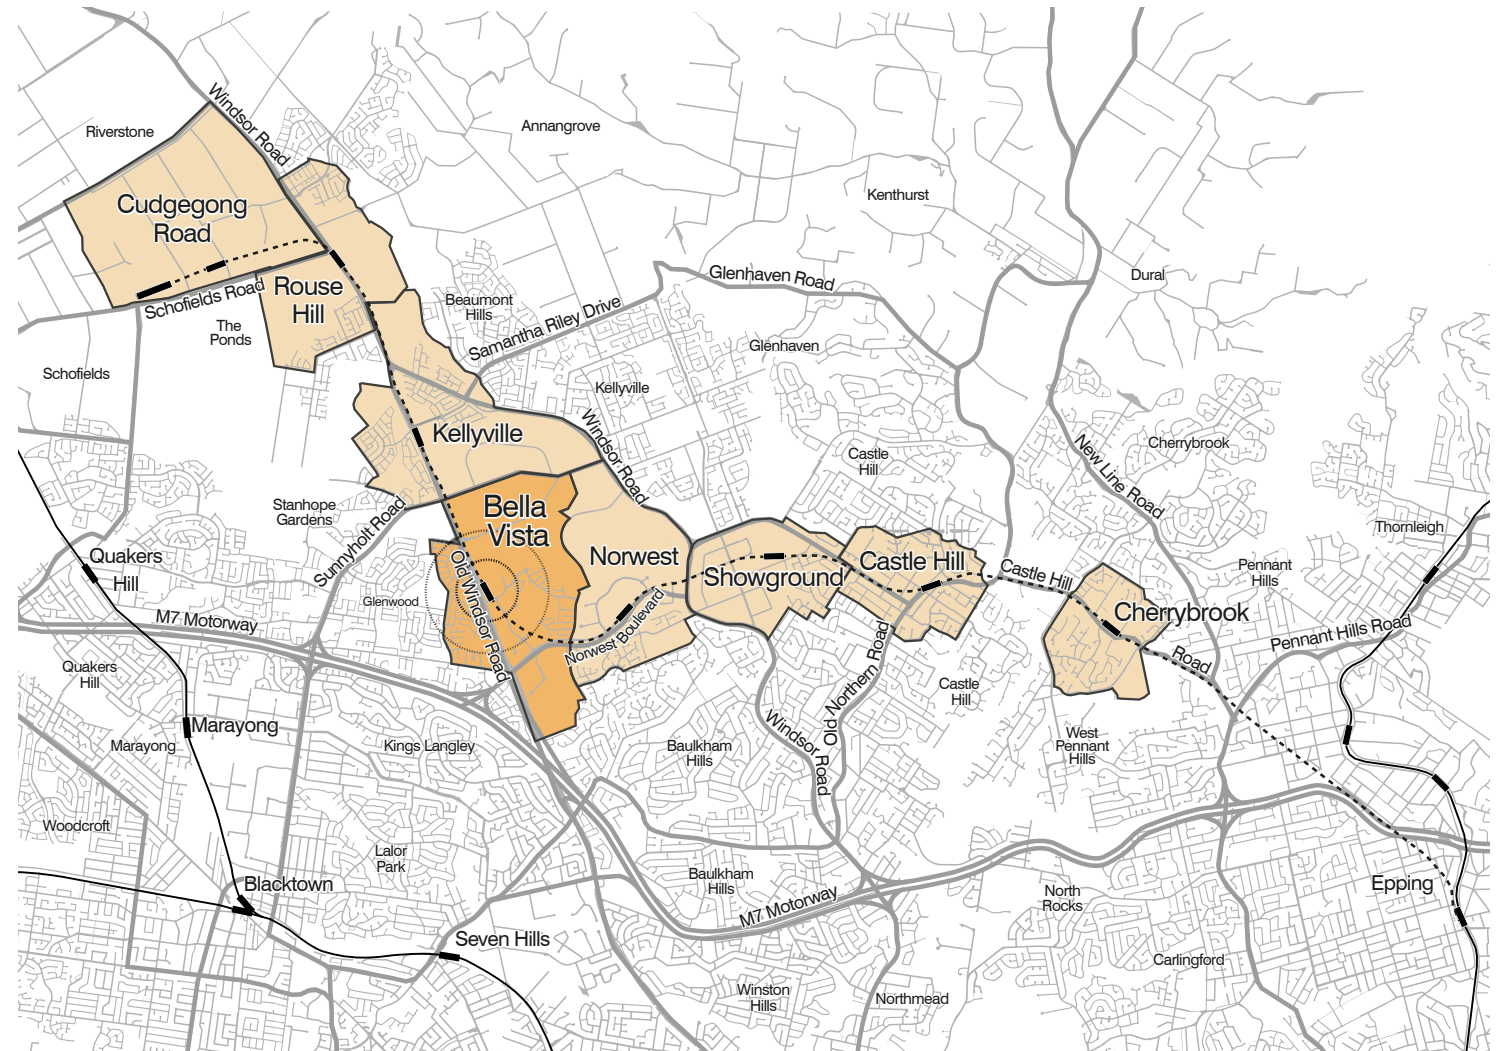 Windsor Road
Riverstone
Annangrove
Kenthurst
Cudgegong
Road
Rouse
Hill
Schofields Road
The
Ponds
Schofields
Beaumont
Hills
Samantha Riley Drive
Glenhaven Road
Dural
Glenhaven
Kellyville
Kellyville
Windsor Road
Castle
Hill
New Line Road
Cherrybrook
Stanhope
Gardens
Sunnyholt Road
Bella
Vista
Norwest
Showground
Castle Hill
Castle Hill
Road
Cherrybrook
Thornleigh
Pennant
Hills
Pennant Hills Road
Quakers
Hill
Glenwood
Old Windsor Road
Norwest Boulevard
M7 Motorway
Quakers
Hill
Marayong
Marayong
Kings Langley
Baulkham
Hills
Windsor Road
Old Northern Road
Castle
Hill
West
Pennant
Hills
Woodcroft
Lalor
Park
Blacktown
Baulkham
Hills
M7 Motorway
North
Rocks
Epping
Seven Hills
Carlingford
Winston
Hills
Northmead